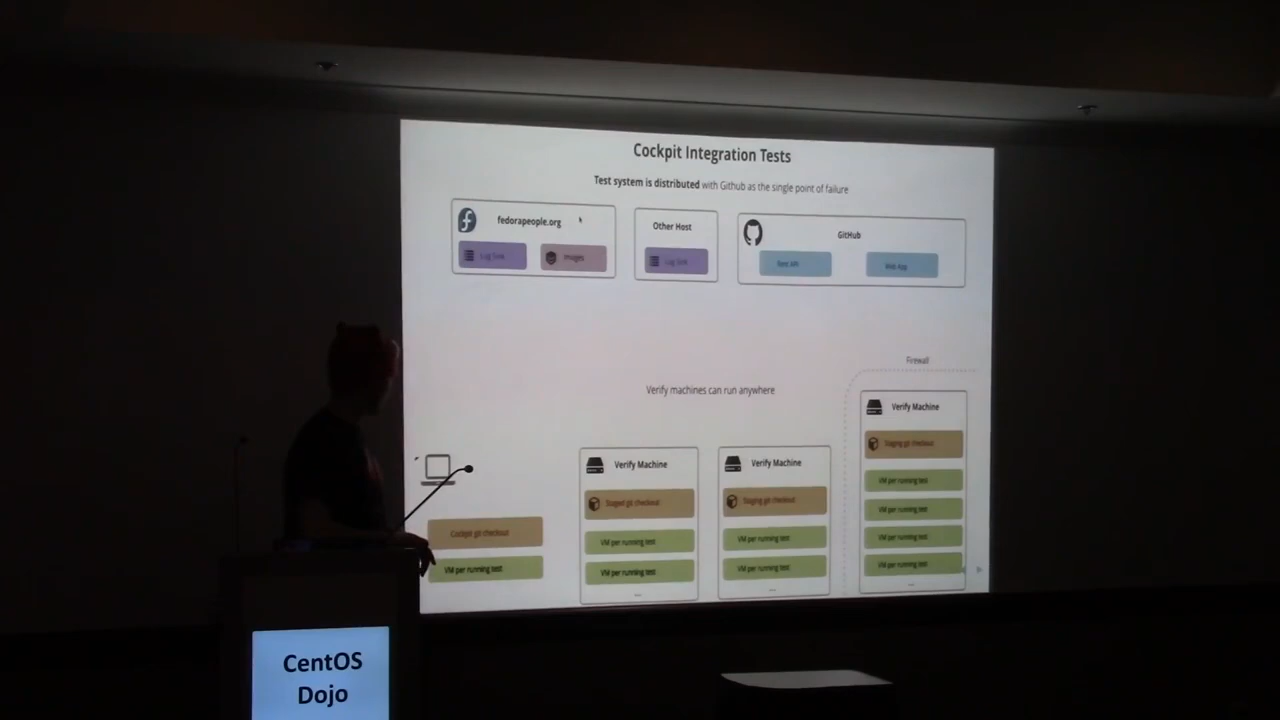 Cockpit Integration Tests
Test system is distributed with Github as the single point of failure
fedorapeople.org
Log Sink
Images
Other Host
Log Sink
GitHub
Rest API
Web App
Firewall
Verify machines can run anywhere
Cockpit git checkout
VM per running test
Verify Machine
Staged git checkout
VM per running test
VM per running test
Verify Machine
Staging git checkout
VM per running test
VM per running test
Verify Machine
Staging git checkout
VM per running test
VM per running test
VM per running test
VM per running test
CentOS
Dojo